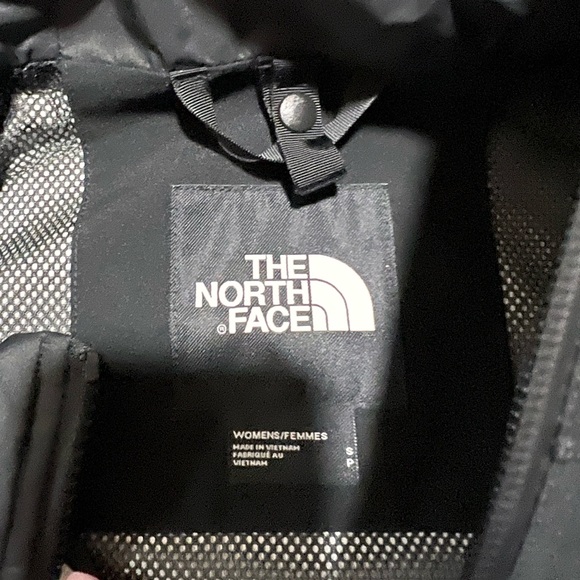 THE
NORTH
® FACE
WOMENS/FEMMES
MADE IN VIETNAM
FABRIQUÉ AU
VIETNAM
S
P